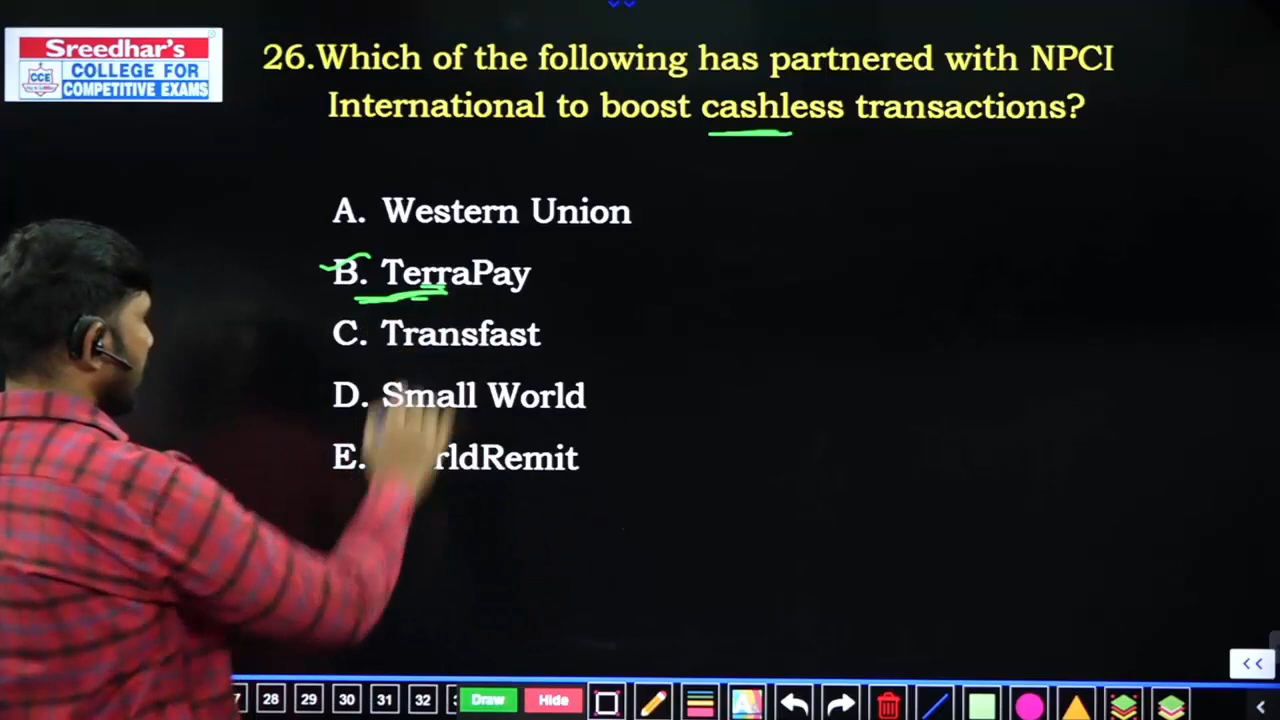 Sreedhar's
CCE
COLLEGE FOR
COMPETITIVE EXAMS
26.Which of the following has partnered with NPCI
International to boost cashless transactions?
A. Western Union
B. TerraPay
C. Transfast
D. Small World
E. rldRemit
28 29 30 31 32 Draw Hide